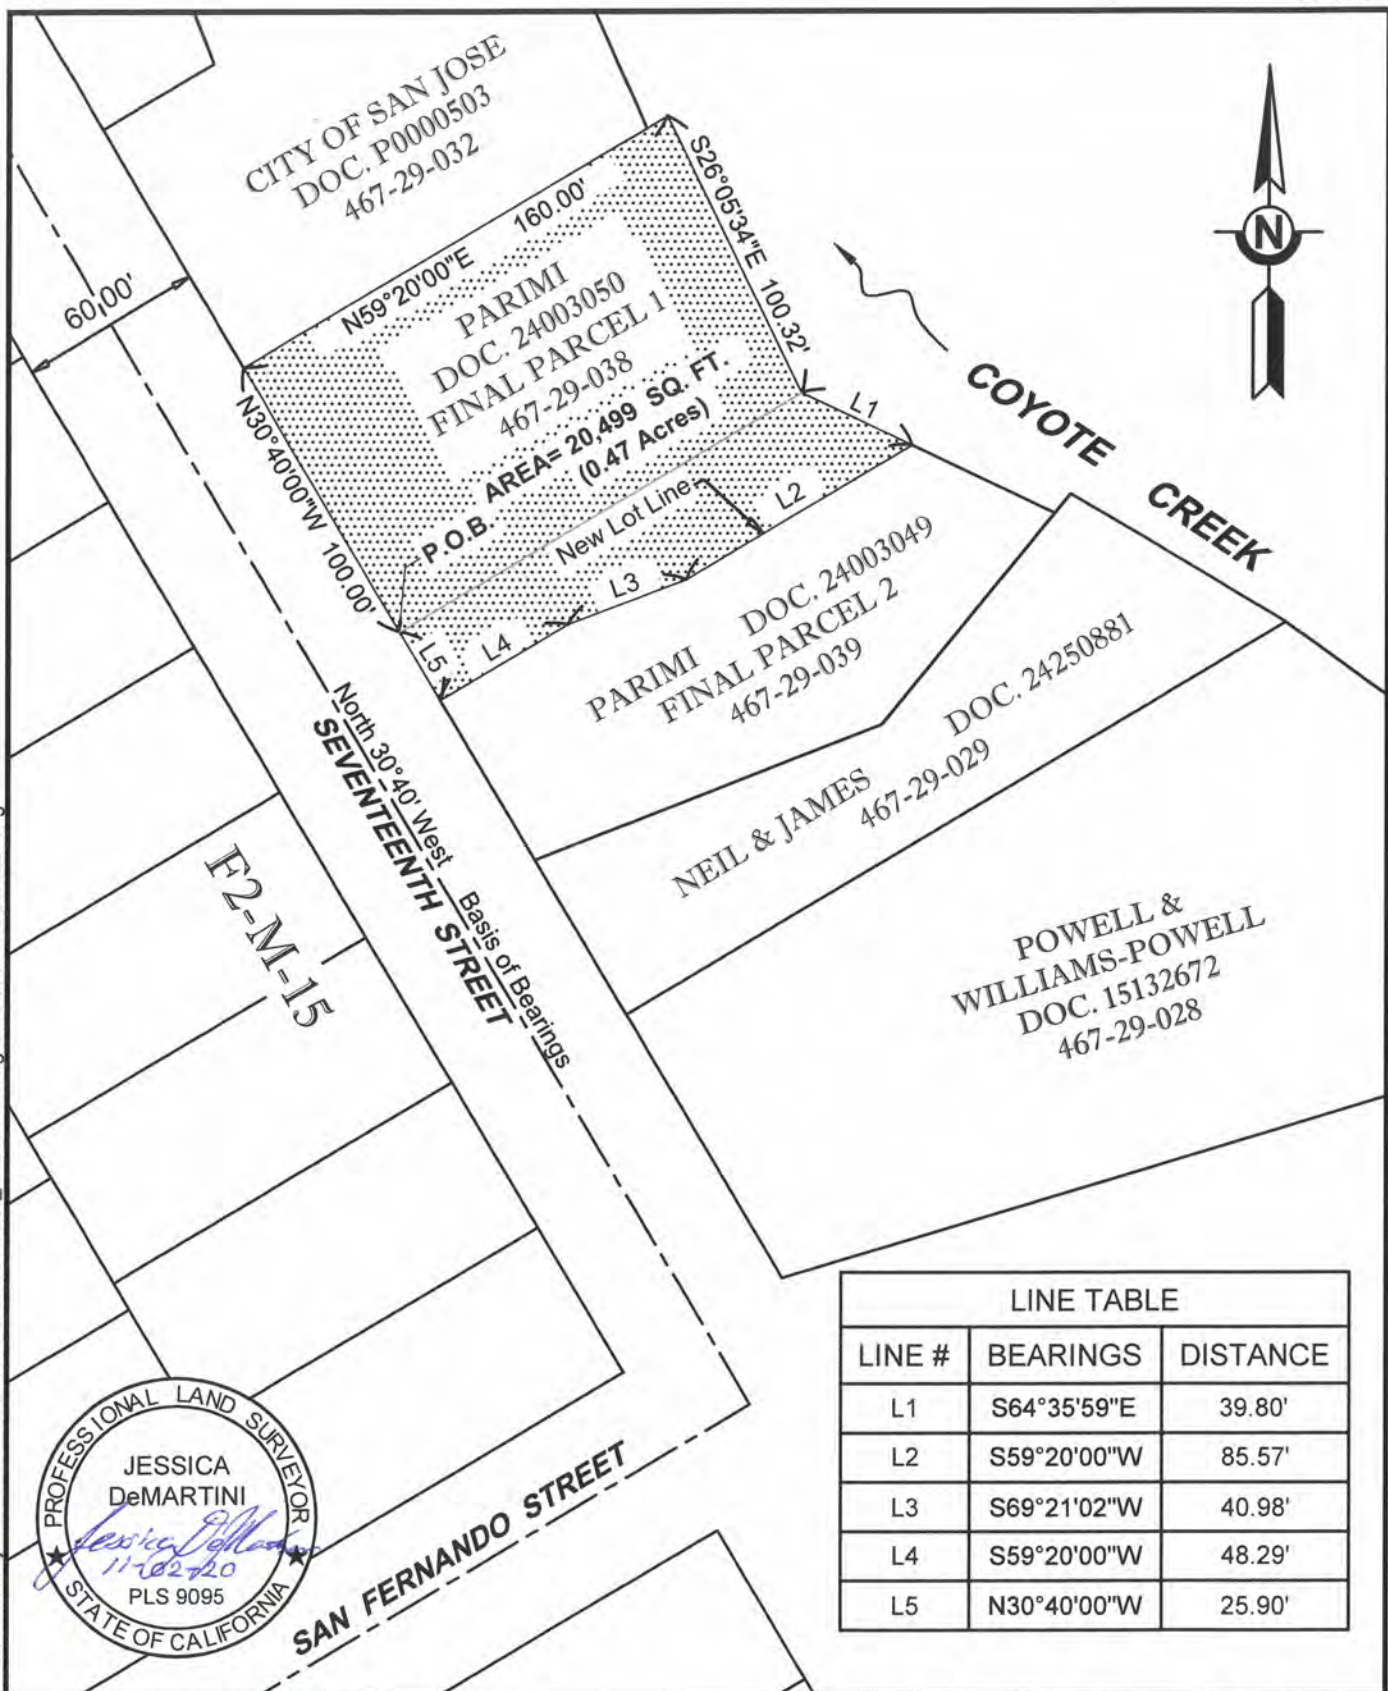 CITY OF SAN JOSE
DOC. P0000503
467-29-032
60.00'
N59°20'00"E 160.00'
S26°05'34"E 100.32'
N
PARIMI
DOC. 24003050
FINAL PARCEL 1
467-29-038
AREA= 20,499 SQ. FT.
(0.47 Acres)
N30°40'00"W 100.00'
P.O.B.
New Lot Line
L1
L2
L3
L4
L5
COYOTE
CREEK
PARIMI DOC. 24003049
FINAL PARCEL 2
467-29-039
NEIL & JAMES DOC. 24250881
467-29-029
North 30°40' West Basis of Bearings
SEVENTEENTH STREET
F2-M-15
POWELL &
WILLIAMS-POWELL
DOC. 15132672
467-29-028
SAN FERNANDO STREET
PROFESSIONAL LAND SURVEYOR
JESSICA
DeMARTINI
Jessica DeMartini
11-02-20
PLS 9095
STATE OF CALIFORNIA
LINE TABLE
LINE # BEARINGS DISTANCE
L1 S64°35'59"E 39.80'
L2 S59°20'00"W 85.57'
L3 S69°21'02"W 40.98'
L4 S59°20'00"W 48.29'
L5 N30°40'00"W 25.90'